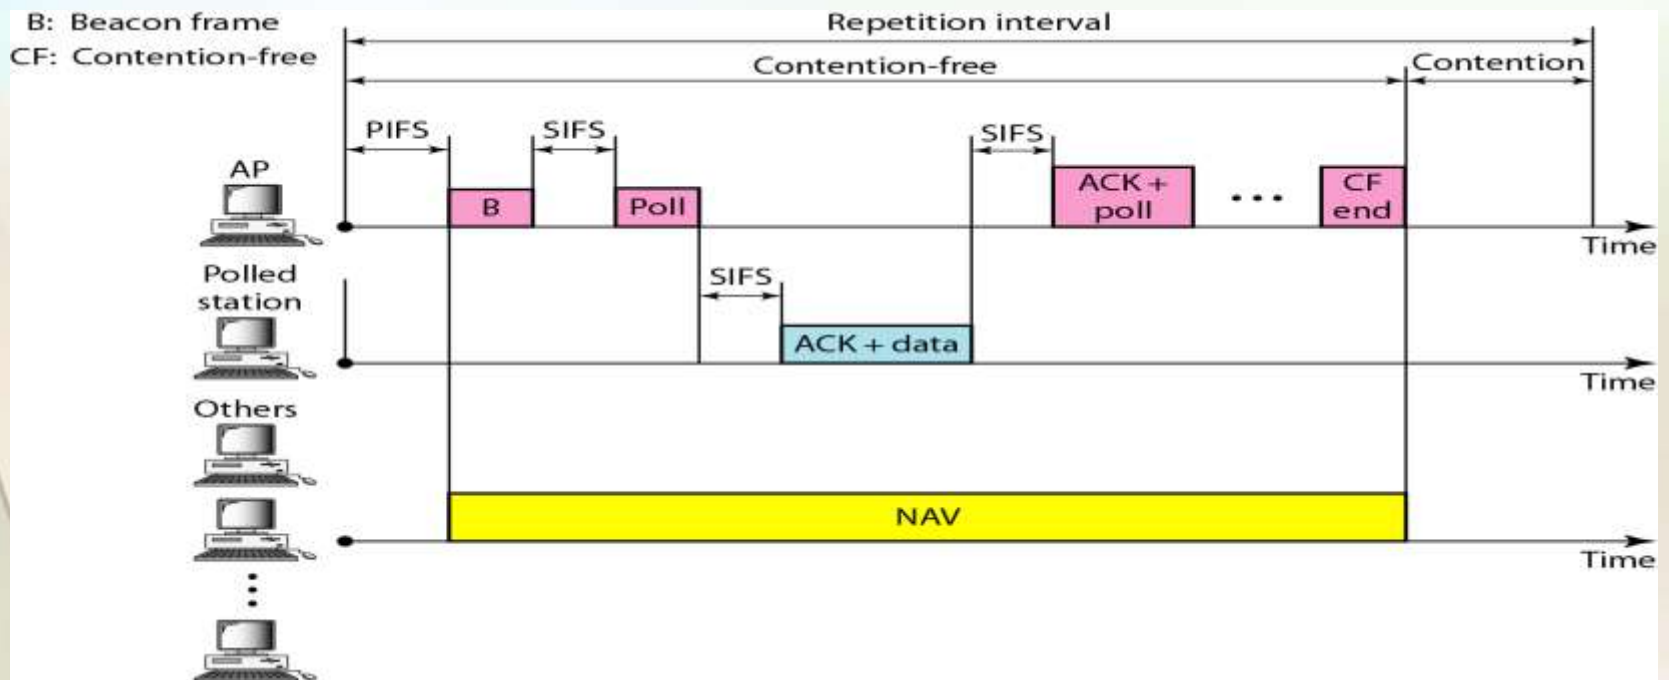 B: Beacon frame
Repetition interval
CF: Contention-free
Contention-free
Contention
PIFS
SIFS
SIFS
AP
B
Poll
ACK +
poll
CF
end
Time
Polled
station
SIFS
ACK + data
Time
Others
NAV
Time